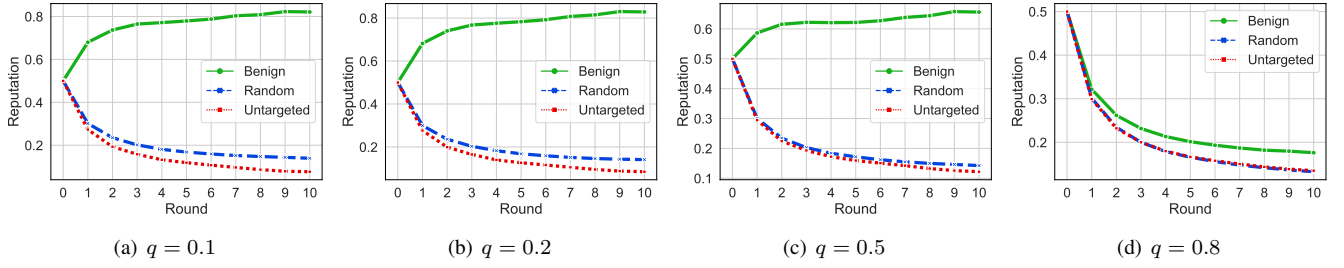 0.8
0.6
0.4
0.2
Reputation
Benign
Random
Untargeted
0 1 2 3 4 5 6 7 8 9 10
Round
(a) q = 0.1
0.8
0.6
0.4
0.2
Reputation
Benign
Random
Untargeted
0 1 2 3 4 5 6 7 8 9 10
Round
(b) q = 0.2
0.6
0.5
0.4
0.3
0.2
0.1
Reputation
Benign
Random
Untargeted
0 1 2 3 4 5 6 7 8 9 10
Round
(c) q = 0.5
0.5
0.4
0.3
0.2
Reputation
Benign
Random
Untargeted
0 1 2 3 4 5 6 7 8 9 10
Round
(d) q = 0.8